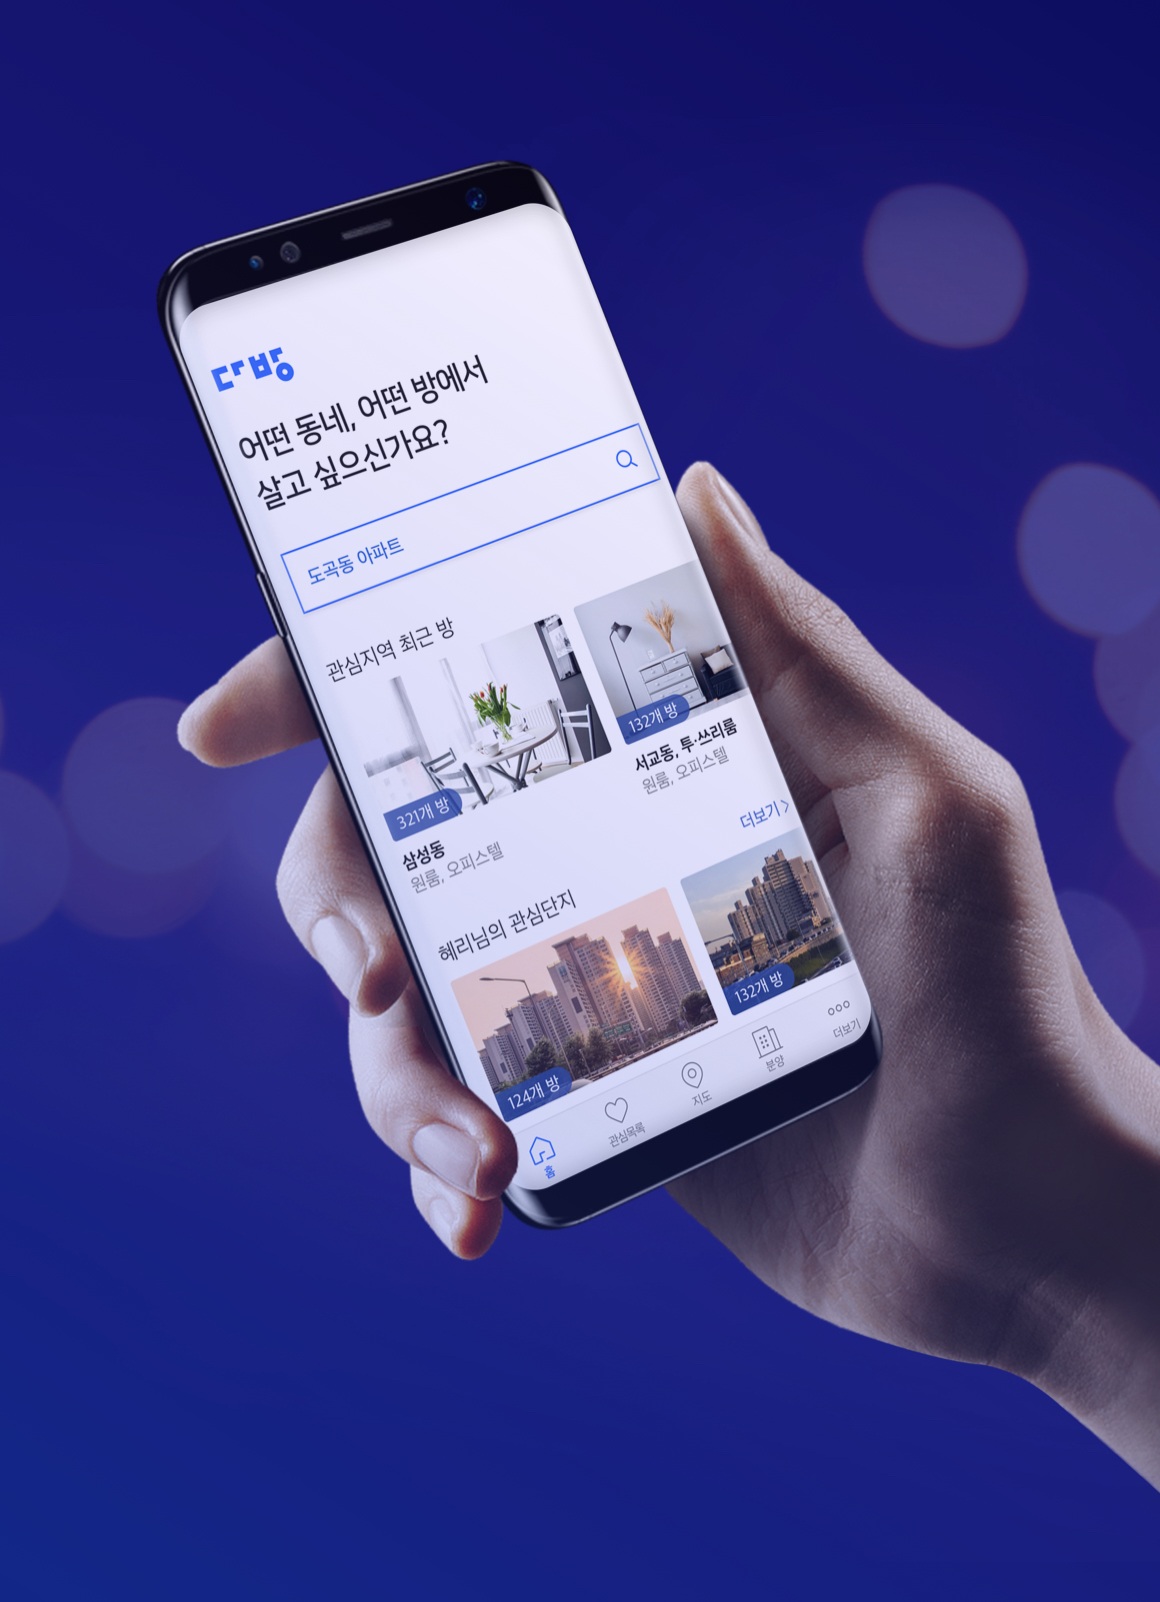 다방
어떤 동네, 어떤 방에서
살고 싶으신가요?
도곡동 아파트
관심지역 최근 방
321개 방
삼성동
원룸, 오피스텔
132개 방
서교동, 투·쓰리룸
원룸, 오피스텔
더보기
혜리님의 관심단지
124개 방
132개 방
홈
관심목록
지도
분양
더보기